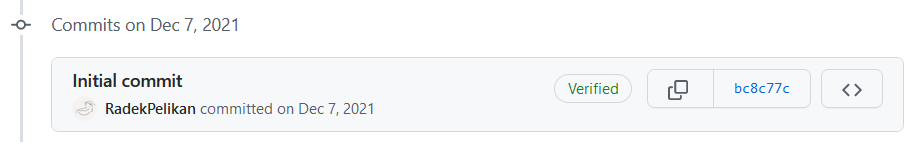 Commits on Dec 7, 2021
Initial commit
RadekPelikan committed on Dec 7, 2021
Verified
bc8c77c